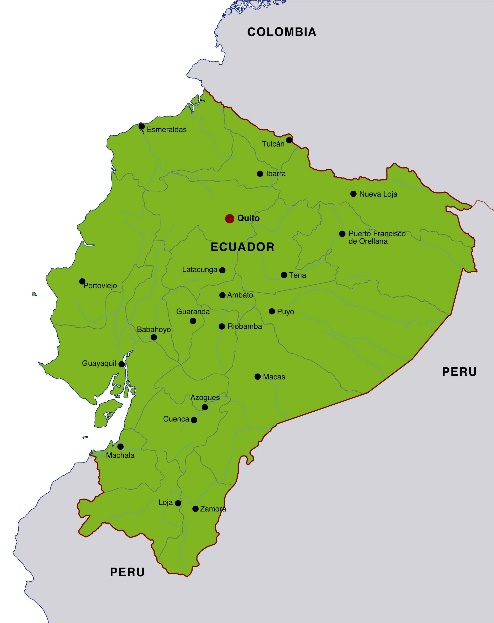 COLOMBIA
Esmeraldas
Tulcán
Ibarra
Nueva Loja
Quito
Puerto Francisco
de Orellana
ECUADOR
Latacunga
Tena
Portoviejo
Ambato
Guaranda
Puyo
Babahoyo
Riobamba
Guayaquil
PERU
Macas
Azogues
Cuenca
Machala
Loja
Zamora
PERU